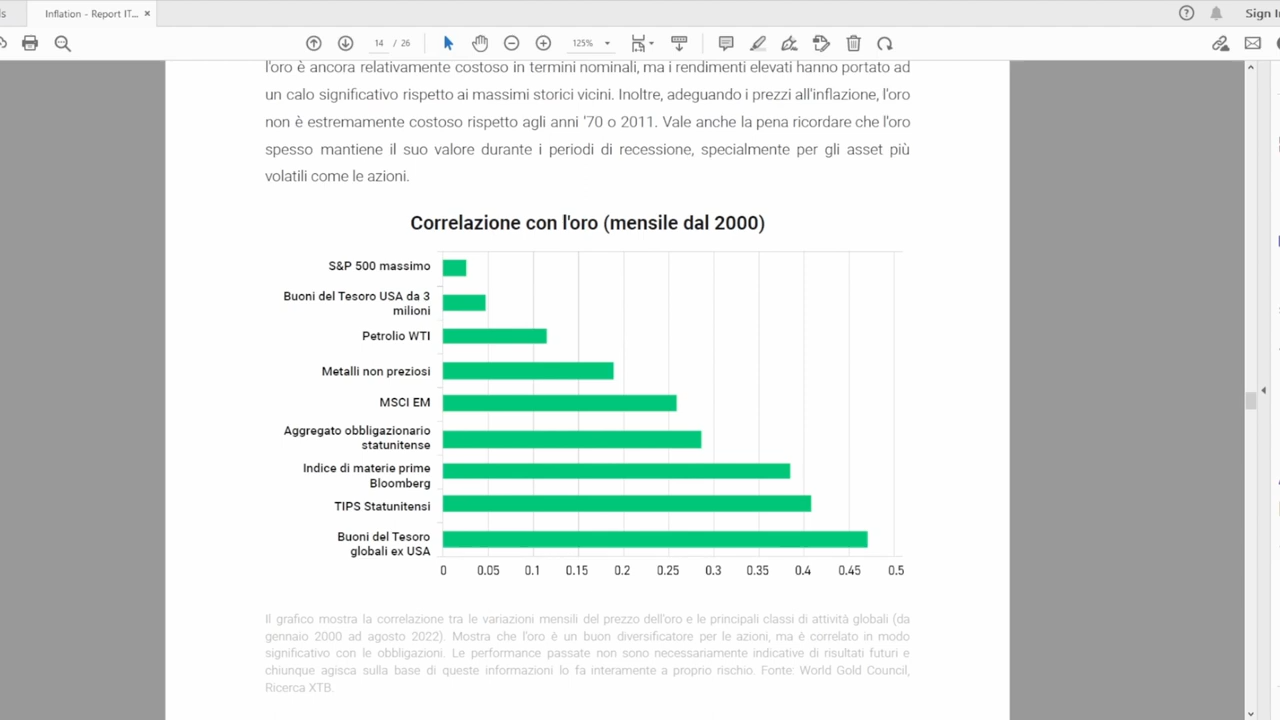 Inflation - Report IT...
Sign
14 / 26
125%
l'oro è ancora relativamente costoso in termini nominali, ma i rendimenti elevati hanno portato ad
un calo significativo rispetto ai massimi storici vicini. Inoltre, adeguando i prezzi all'inflazione, l'oro
non è estremamente costoso rispetto agli anni '70 o 2011. Vale anche la pena ricordare che l'oro
spesso mantiene il suo valore durante i periodi di recessione, specialmente per gli asset più
volatili come le azioni.
Correlazione con l'oro (mensile dal 2000)
S&P 500 massimo
Buoni del Tesoro USA da 3
milioni
Petrolio WTI
Metalli non preziosi
MSCI EM
Aggregato obbligazionario
statunitense
Indice di materie prime
Bloomberg
TIPS Statunitensi
Buoni del Tesoro
globali ex USA
0 0.05 0.1 0.15 0.2 0.25 0.3 0.35 0.4 0.45 0.5
Il grafico mostra la correlazione tra le variazioni mensili del prezzo dell'oro e le principali classi di attività globali (da
gennaio 2000 ad agosto 2022). Mostra che l'oro è un buon diversificatore per le azioni, ma è correlato in modo
significativo con le obbligazioni. Le performance passate non sono necessariamente indicative di risultati futuri e
chiunque agisca sulla base di queste informazioni lo fa interamente a proprio rischio. Fonte: World Gold Council,
Ricerca XTB.